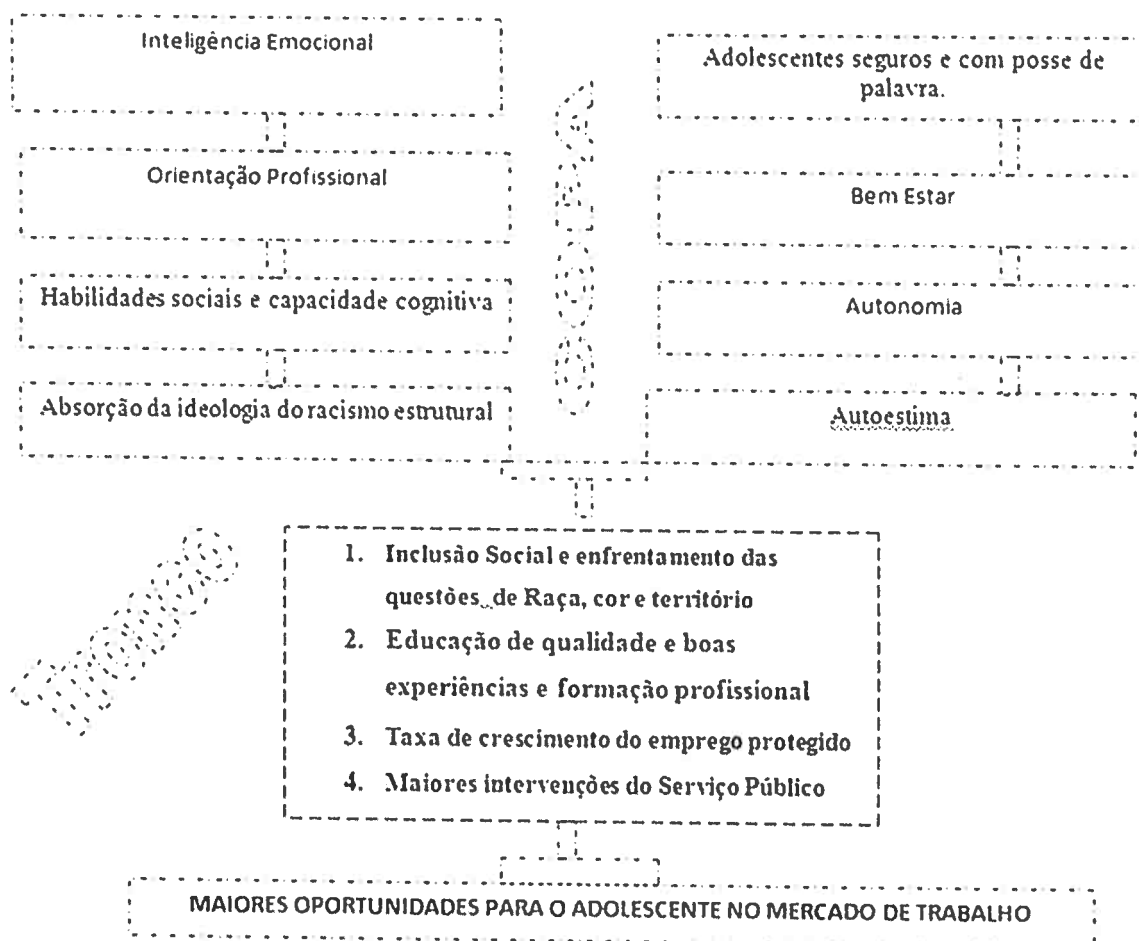 Inteligência Emocional
Orientação Profissional
Habilidades sociais e capacidade cognitiva
Absorção da ideologia do racismo estrutural
Adolescentes seguros e com posse de
palavra.
Bem Estar
Autonomia
Autoestima
Tronco
1. Inclusão Social e enfrentamento das
questões de Raça, cor e território
2. Educação de qualidade e boas
experiências e formação profissional
3. Taxa de crescimento do emprego protegido
4. Maiores intervenções do Serviço Público
MAIORES OPORTUNIDADES PARA O ADOLESCENTE NO MERCADO DE TRABALHO